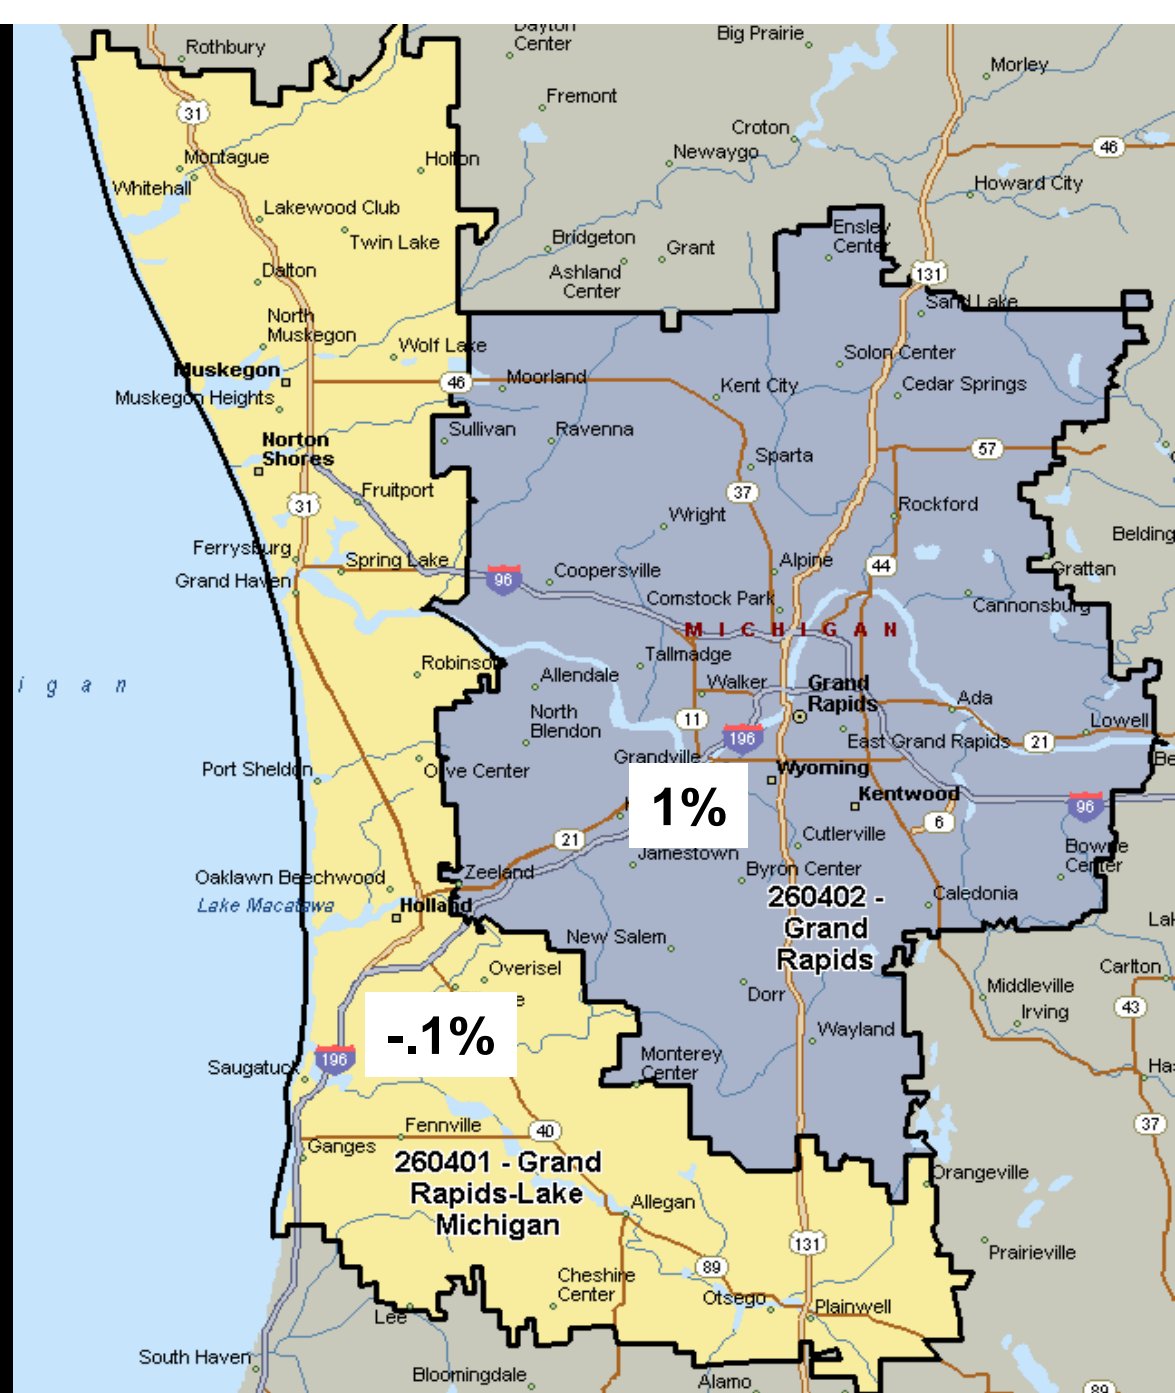 Dayton
Center
Big Prairie
Rothbury
Morley
Fremont
31
Croton
46
Newaygo
Montague
Holton
Whitehall
Howard City
Lakewood Club
Twin Lake
Bridgeton
Grant
Ensley
Center
Ashland
Center
Dalton
131
Sand Lake
North
Muskegon
Wolf Lake
Solon Center
Muskegon
46
Moorland
Kent City
Cedar Springs
Muskegon Heights
Norton
Shores
Sullivan
Ravenna
57
Sparta
37
Fruitport
31
Rockford
Wright
Belding
Ferrysburg
Spring Lake
Alpine
44
Grattan
Grand Haven
96
Coopersville
Comstock Park
Cannonsburg
M I C H I G A N
Robinson
Tallmadge
Allendale
Walker
Grand
Rapids
i g a n
Ada
North
Blendon
11
196
Lowell
East Grand Rapids
21
Grandville
Be
Port Sheldon
Olve Center
Wyoming
Kentwood
96
1%
6
21
Cutlerville
Jamestown
Bowne
Center
Byron Center
Zeeland
Oaklawn Beechwood
Lake Macatawa
Holland
260402 -
Grand
Rapids
Caledonia
Lak
New Salem
Overisel
Carlton
e
Dorr
Middleville
Irving
43
-.1%
Wayland
196
Saugatuck
Monterey
Center
Ha
Fennville
40
37
Ganges
260401 - Grand
Rapids-Lake
Michigan
Orangeville
Allegan
131
Prairieville
89
Cheshire
Center
Otsego
Plainwell
Lee
South Haven
Bloomingdale
Alamo
89